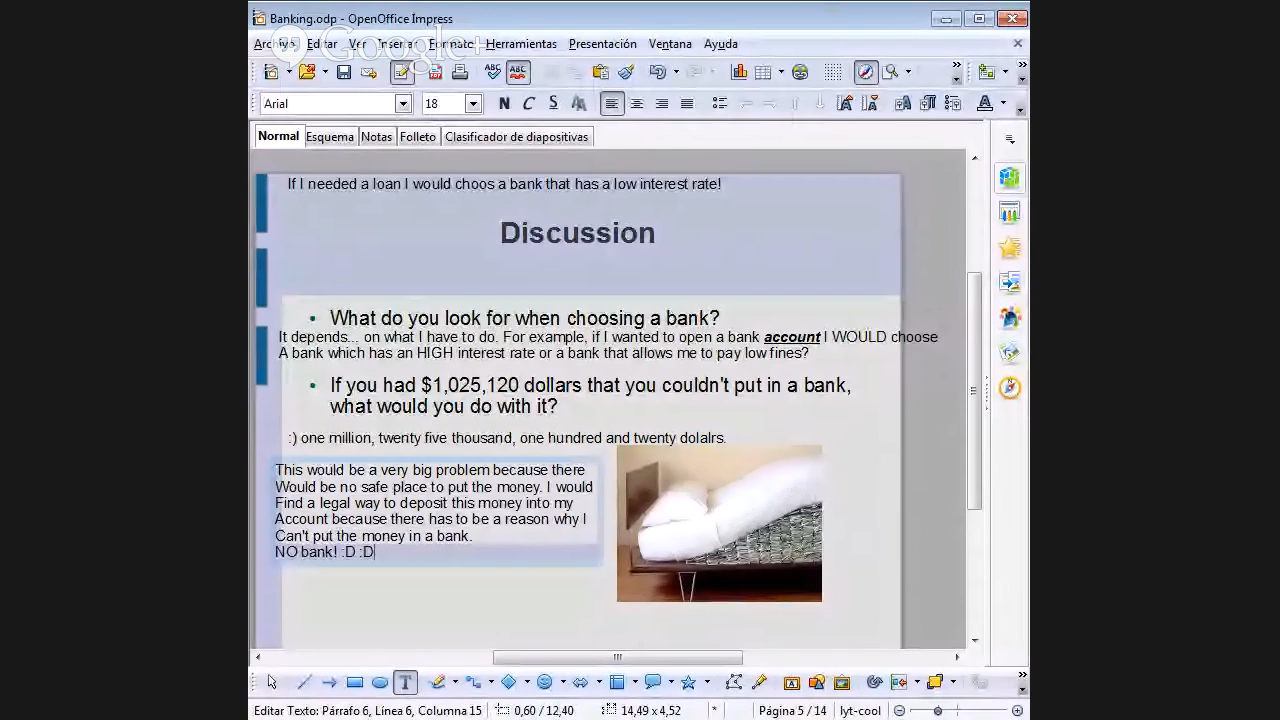 Banking.odp - OpenOffice Impress
Google+
Archivo Editar Ver Insertar Formato Herramientas Presentación Ventana Ayuda
ABC ABC
Arial 18 N C S A A
Normal Esquema Notas Folleto Clasificador de diapositivas
If I needed a loan I would choos a bank that has a low interest rate!
Discussion
• What do you look for when choosing a bank?
It depends... on what I have to do. For example, if I wanted to open a bank account I WOULD choose
A bank which has an HIGH interest rate or a bank that allows me to pay low fines?
• If you had $1,025,120 dollars that you couldn't put in a bank,
what would you do with it?
:) one million, twenty five thousand, one hundred and twenty dolalrs.
This would be a very big problem because there
Would be no safe place to put the money. I would
Find a legal way to deposit this money into my
Account because there has to be a reason why I
Can't put the money in a bank.
NO bank! :D :D
Editar Texto: Párrafo 6, Línea 6, Columna 15 0,60 / 12,40 14,49 x 4,52 * Página 5 / 14 lyt-cool